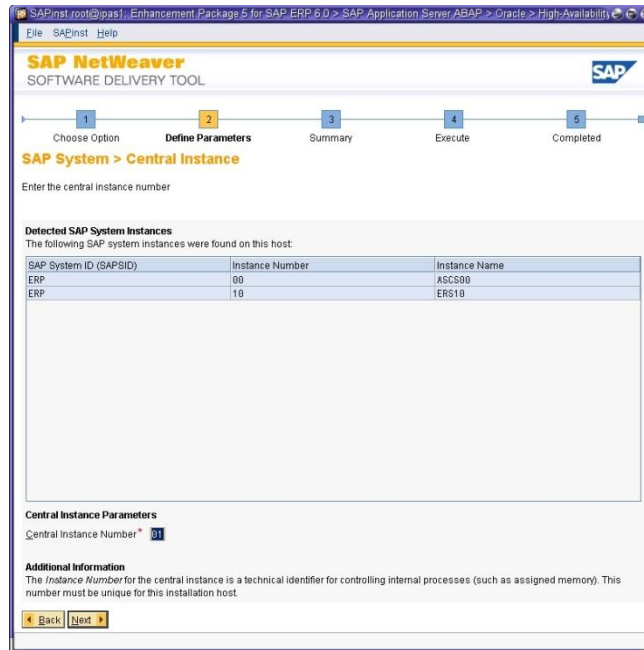 SAPinst root@jpas1: Enhancement Package 5 for SAP ERP 6.0 > SAP Application Server ABAP > Oracle > High-Availability
File SAPinst Help
SAP NetWeaver
SOFTWARE DELIVERY TOOL
SAP
1 2 3 4 5
Choose Option Define Parameters Summary Execute Completed
SAP System > Central Instance
Enter the central instance number
Detected SAP System Instances
The following SAP system instances were found on this host:
SAP System ID (SAPSID) Instance Number Instance Name
ERP 00 ASCS00
ERP 10 ERS10
Central Instance Parameters
Central Instance Number* 01
Additional Information
The Instance Number for the central instance is a technical identifier for controlling internal processes (such as assigned memory). This
number must be unique for this installation host.
Back Next